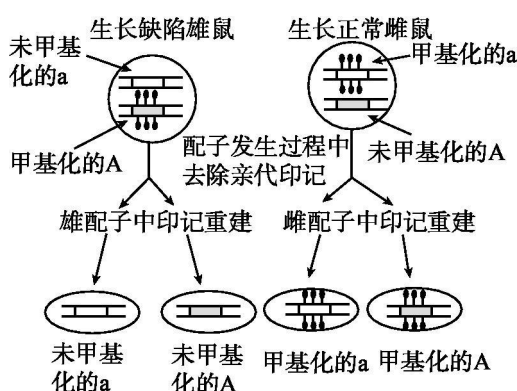 生长缺陷雄鼠
生长正常雌鼠
未甲基
化的a
甲基化的a
甲基化的A
未甲基化的A
配子发生过程中
去除亲代印记
雄配子中印记重建
雌配子中印记重建
未甲基
化的a
未甲基
化的A
甲基化的a
甲基化的A